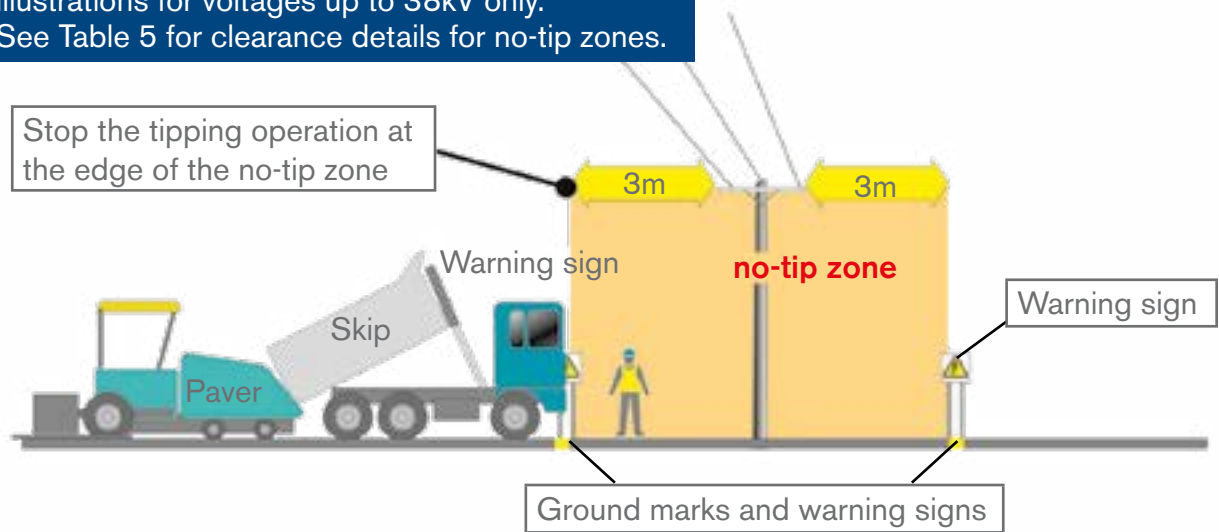 illustrations for voltages up to 38kV only.
See Table 5 for clearance details for no-tip zones.
Stop the tipping operation at
the edge of the no-tip zone
3m
3m
Warning sign
no-tip zone
Warning sign
Skip
Paver
Ground marks and warning signs